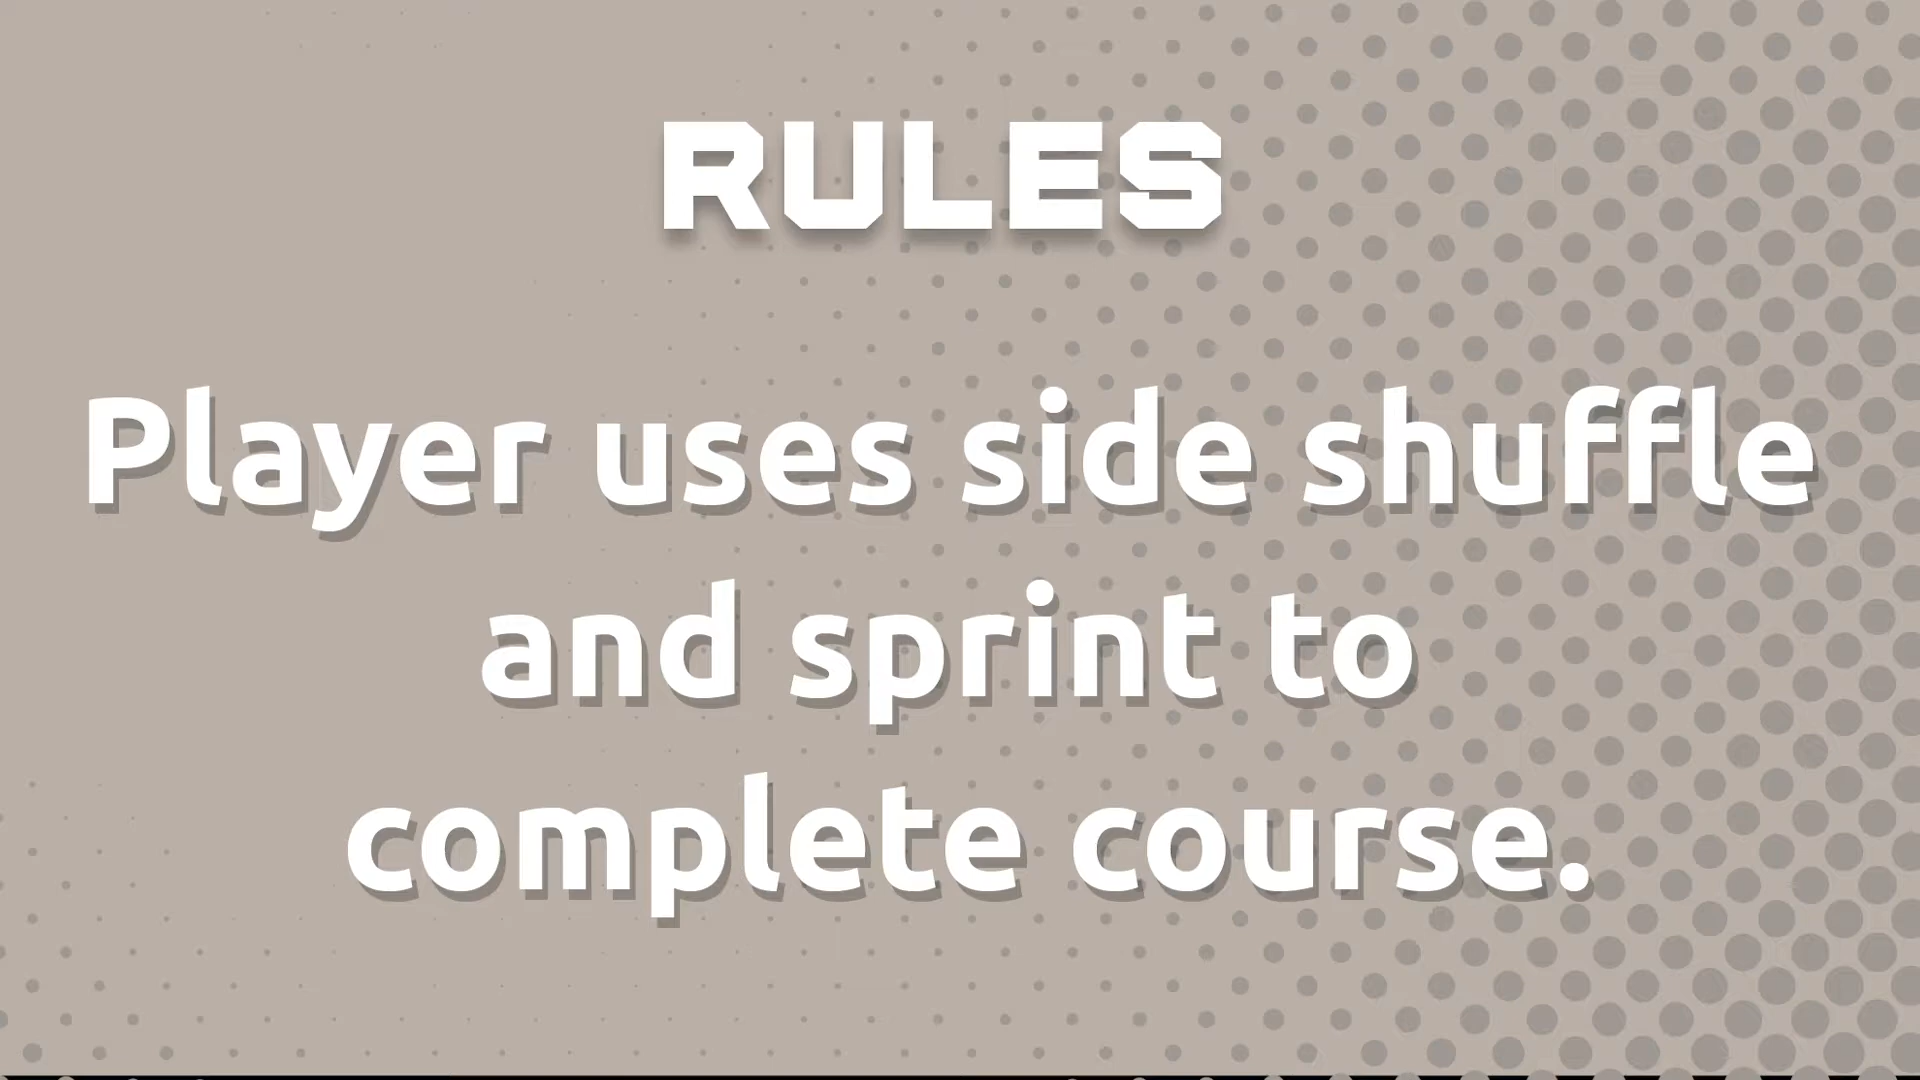 RULES
Player uses side shuffle
and sprint to
complete course.